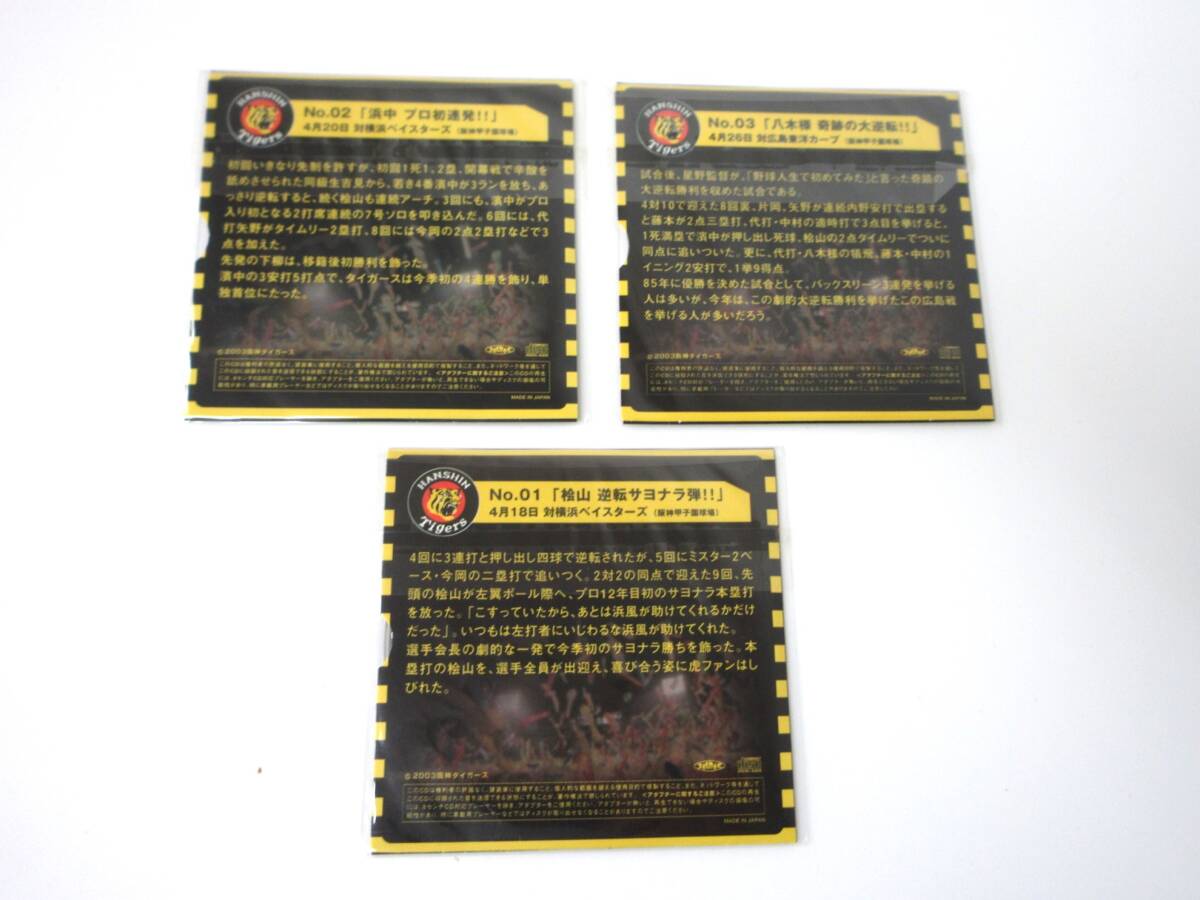 HANSHIN
Tigers
No.02「浜中 プロ初連発!!」
4月20日 対横浜ベイスターズ（阪神甲子園球場）
初回いきなり先制を許すが、初回1死1、2塁、開幕戦で辛酸を
舐めさせられた同級生吉見から、若き4番濱中が3ランを放ち、あ
っさり逆転すると、続く桧山も連続アーチ。3回にも、濱中がプロ
入り初となる2打席連続の7号ソロを叩き込んだ。6回には、代
打矢野がタイムリー2塁打、8回には今岡の2点2塁打などで3
点を加えた。
先発の下柳は、移籍後初勝利を飾った。
濱中の3安打5打点で、タイガースは今季初の4連勝を飾り、単
独首位にたった。
©2003阪神タイガース
MADE IN JAPAN
HANSHIN
Tigers
No.03「八木様 奇跡の大逆転!!」
4月26日 対広島東洋カープ（阪神甲子園球場）
試合後、星野監督が、「野球人生で初めてみた」と言った奇跡の
大逆転勝利を収めた試合である。
4対10で迎えた8回裏、片岡、矢野が連続内野安打で出塁する
と藤本が2点三塁打、代打・中村の適時打で3点目を挙げると、
1死満塁で濱中が押し出し死球、桧山の2点タイムリーでついに
同点に追いついた。更に、代打・八木様の犠飛、藤本・中村の1
イニング2安打で、1挙9得点。
85年に優勝を決めた試合として、バックスリーン3連発を挙げる
人は多いが、今年は、この劇的大逆転勝利を挙げたこの広島戦
を挙げる人が多いだろう。
©2003阪神タイガース
MADE IN JAPAN
HANSHIN
Tigers
No.01「桧山 逆転サヨナラ弾!!」
4月18日 対横浜ベイスターズ（阪神甲子園球場）
4回に3連打と押し出し四球で逆転されたが、5回にミスター2ベ
ース・今岡の二塁打で追いつく。2対2の同点で迎えた9回、先
頭の桧山が左翼ポール際へ、プロ12年目初のサヨナラ本塁打
を放った。「こすっていたから、あとは浜風が助けてくれるかだけ
だった」。いつもは左打者にいじわるな浜風が助けてくれた。
選手会長の劇的な一発で今季初のサヨナラ勝ちを飾った。本
塁打の桧山を、選手全員が出迎え、喜び合う姿に虎ファンはし
びれた。
©2003阪神タイガース
MADE IN JAPAN